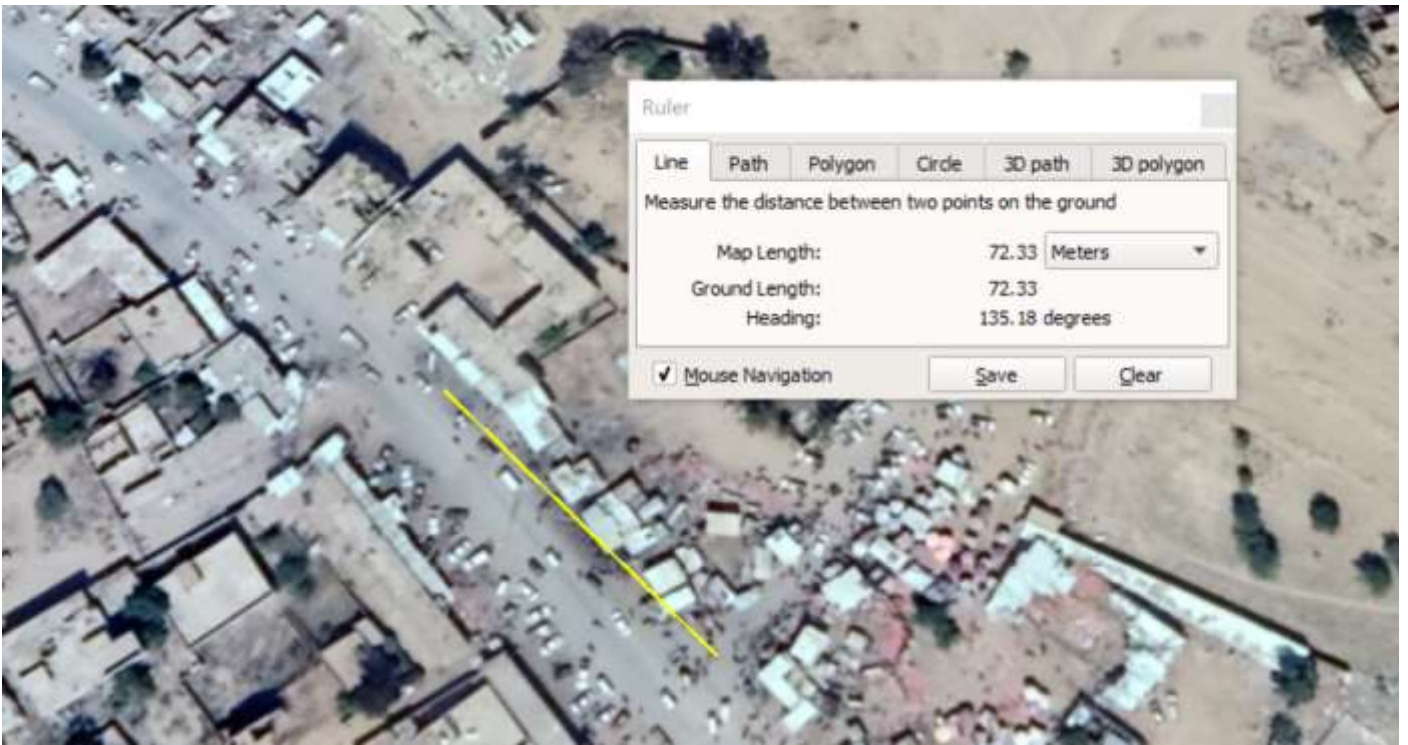 Ruler
Line Path Polygon Circle 3D path 3D polygon
Measure the distance between two points on the ground
Map Length: 72.33 Meters
Ground Length: 72.33
Heading: 135.18 degrees
Mouse Navigation Save Clear